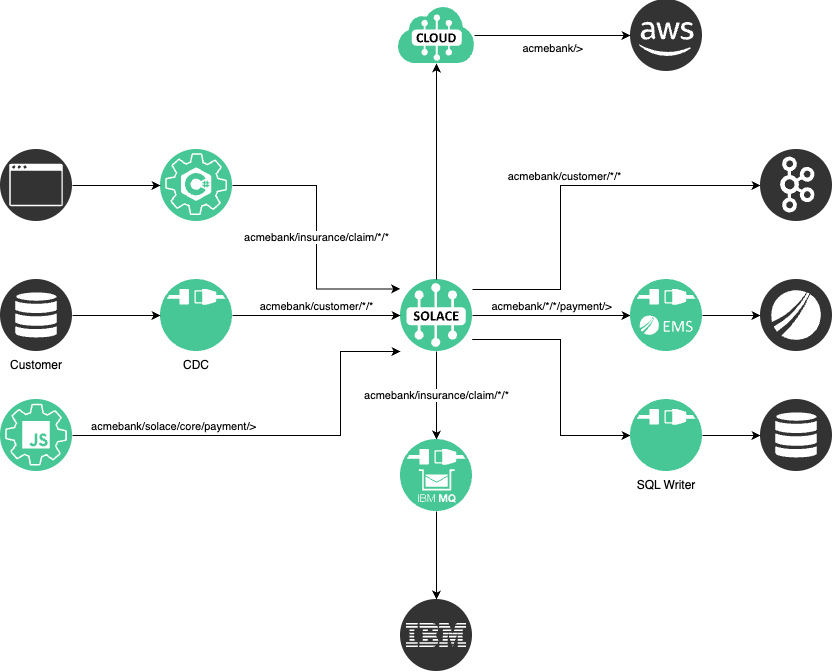 CLOUD
aws
acmebank/>
acmebank/customer/*/*
C#
acmebank/insurance/claim/*/*
acmebank/customer/*/*
SOLACE
acmebank/*/*/payment/>
EMS
Customer
CDC
acmebank/insurance/claim/*/*
JS
acmebank/solace/core/payment/>
IBM MQ
SQL Writer
IBM